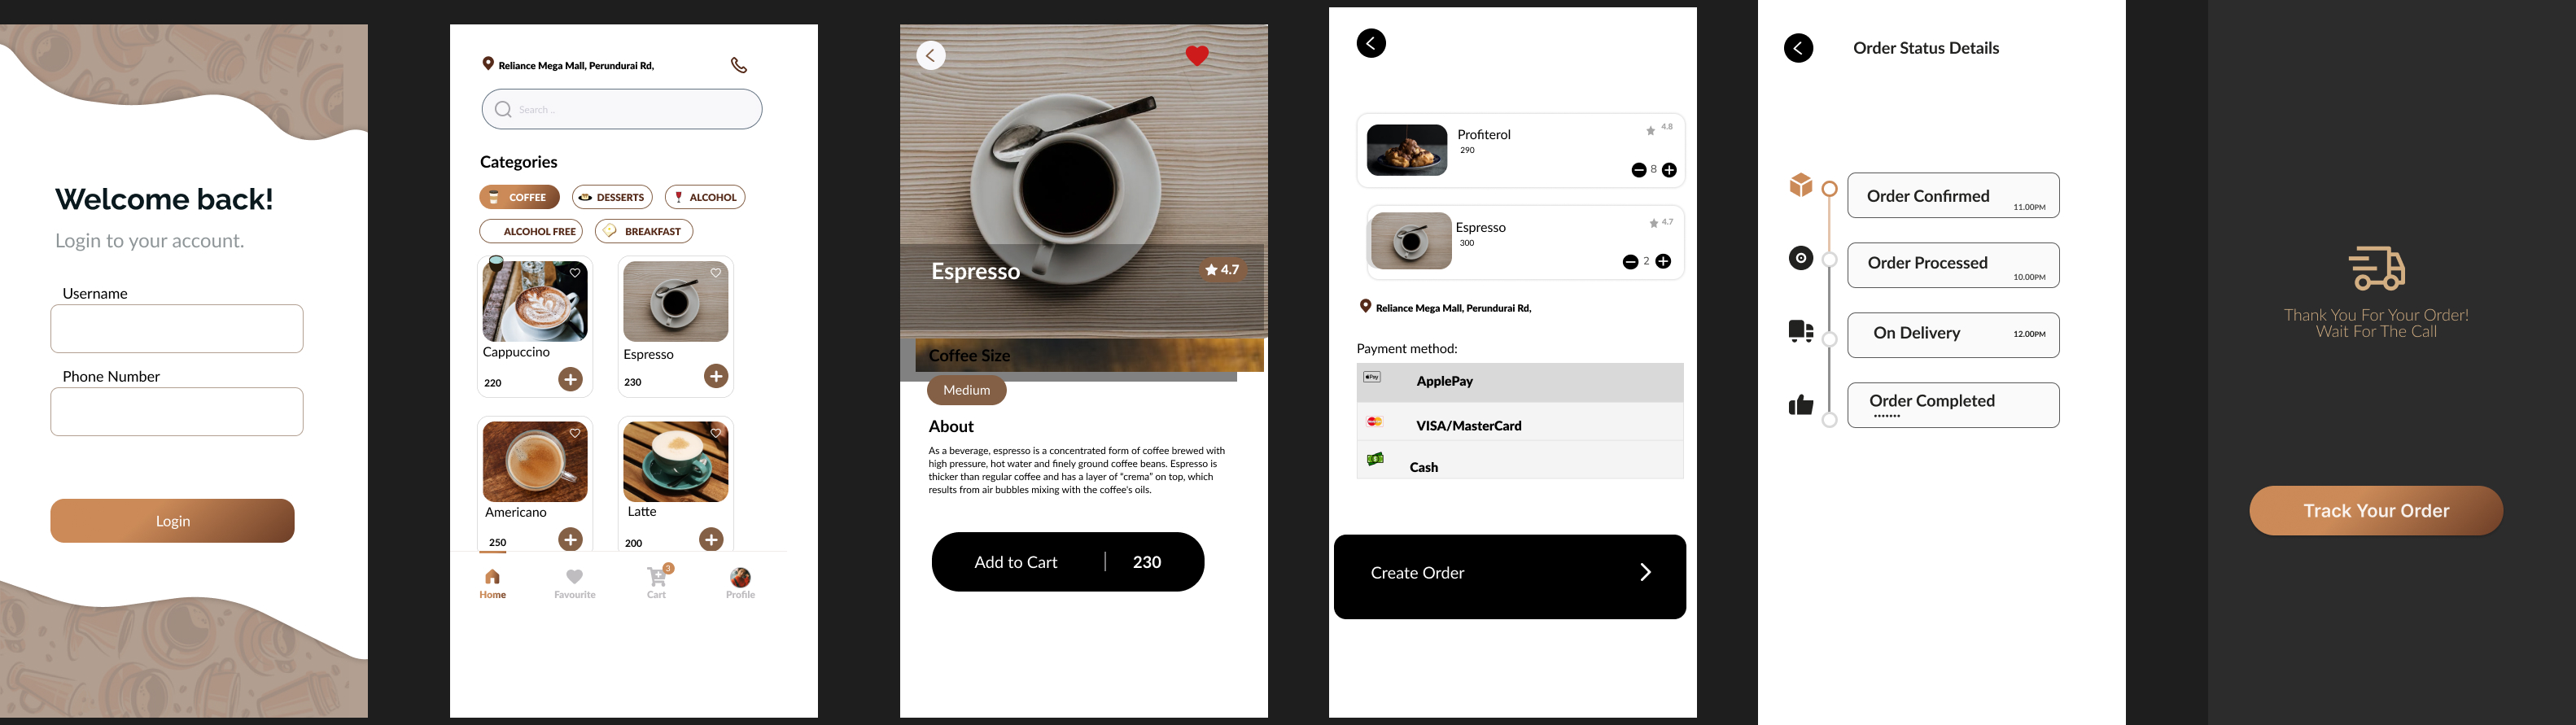 Welcome back!
Login to your account.
Username
Phone Number
Login
Reliance Mega Mall, Perundurai Rd,
Search ..
Categories
COFFEE
DESSERTS
ALCOHOL
ALCOHOL FREE
BREAKFAST
Cappuccino
220
Espresso
230
Americano
250
Latte
200
Home
Favourite
3
Cart
Profile
Espresso
4.7
Coffee Size
Medium
About
As a beverage, espresso is a concentrated form of coffee brewed with
high pressure, hot water and finely ground coffee beans. Espresso is
thicker than regular coffee and has a layer of “crema” on top, which
results from air bubbles mixing with the coffee's oils.
Add to Cart | 230
Profiterol
4.8
290
8
Espresso
4.7
300
2
Reliance Mega Mall, Perundurai Rd,
Payment method:
Pay
ApplePay
VISA/MasterCard
Cash
Create Order
Order Status Details
Order Confirmed
11.00PM
Order Processed
10.00PM
On Delivery
12.00PM
Order Completed
.......
Thank You For Your Order!
Wait For The Call
Track Your Order